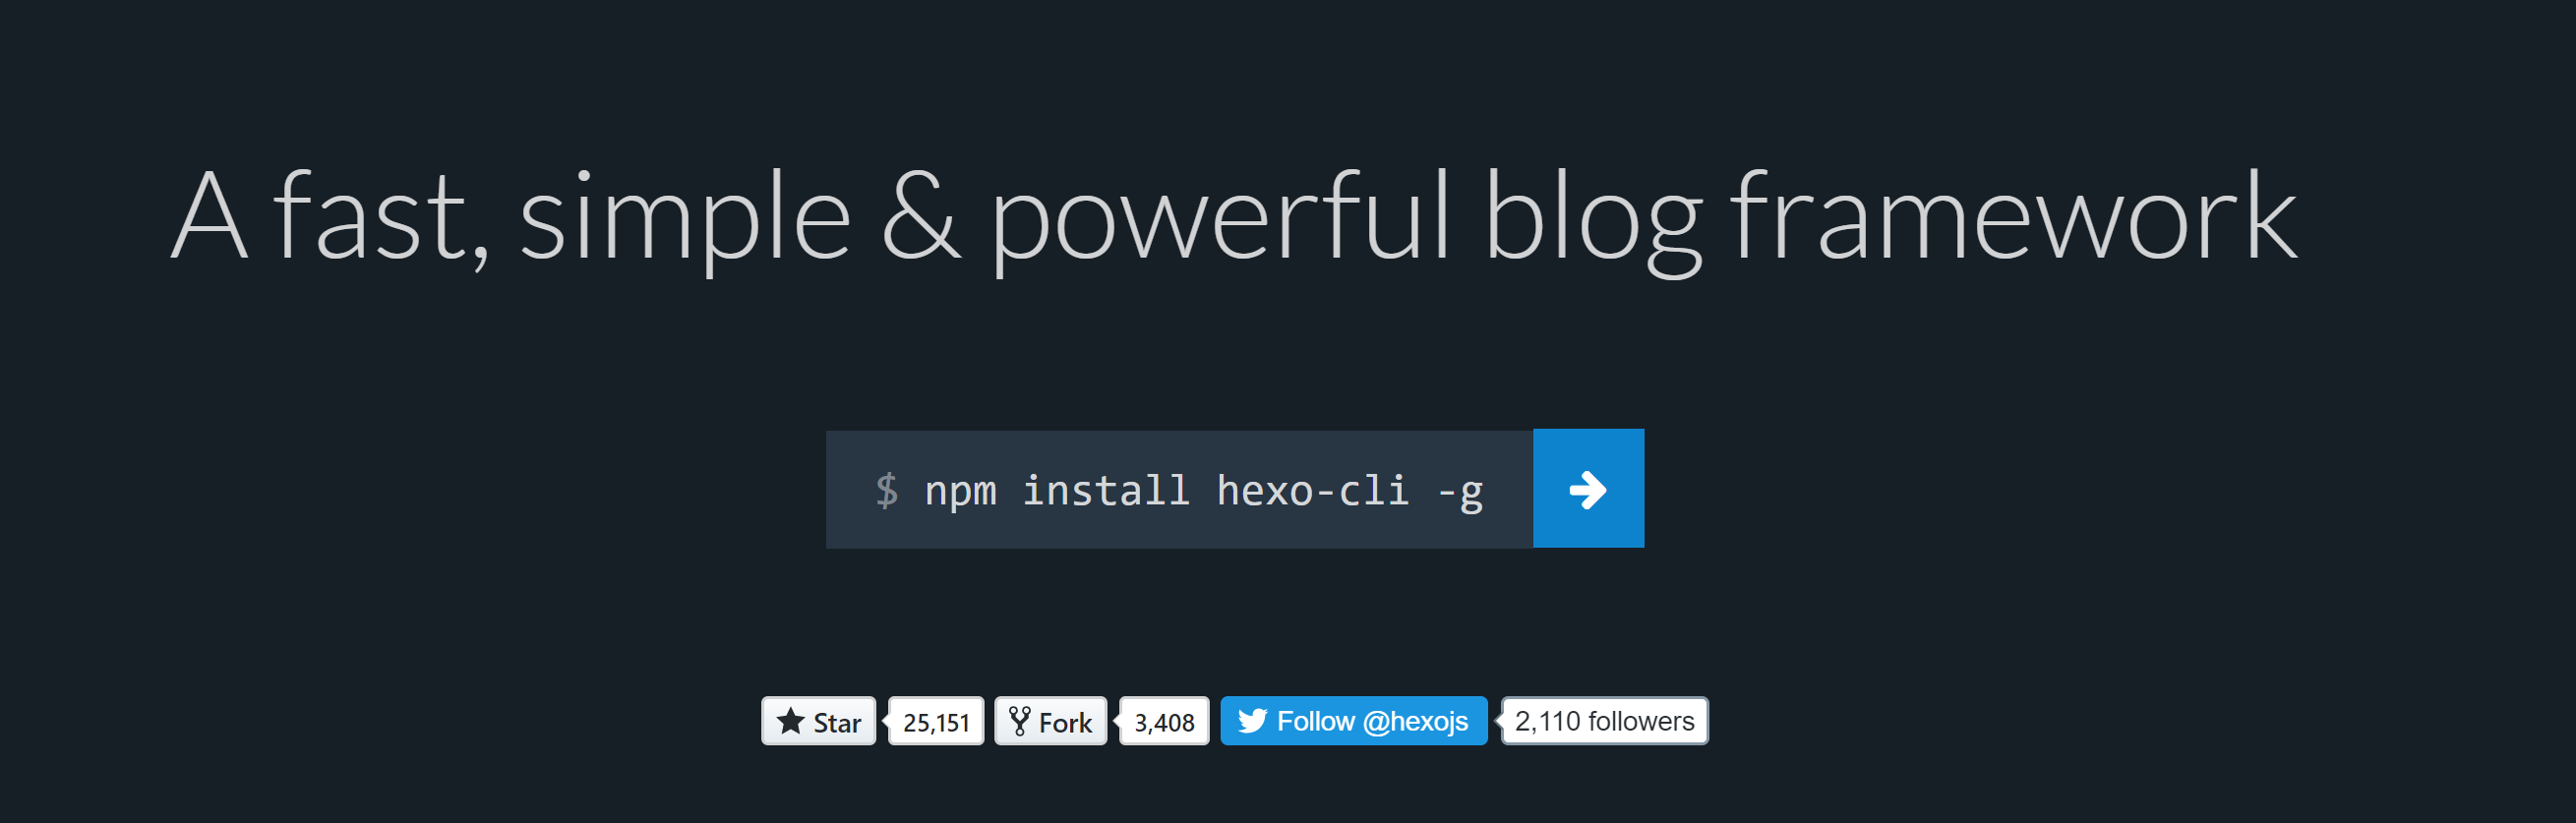 A fast, simple & powerful blog framework
$ npm install hexo-cli -g
Star 25,151 Fork 3,408 Follow @hexojs 2,110 followers